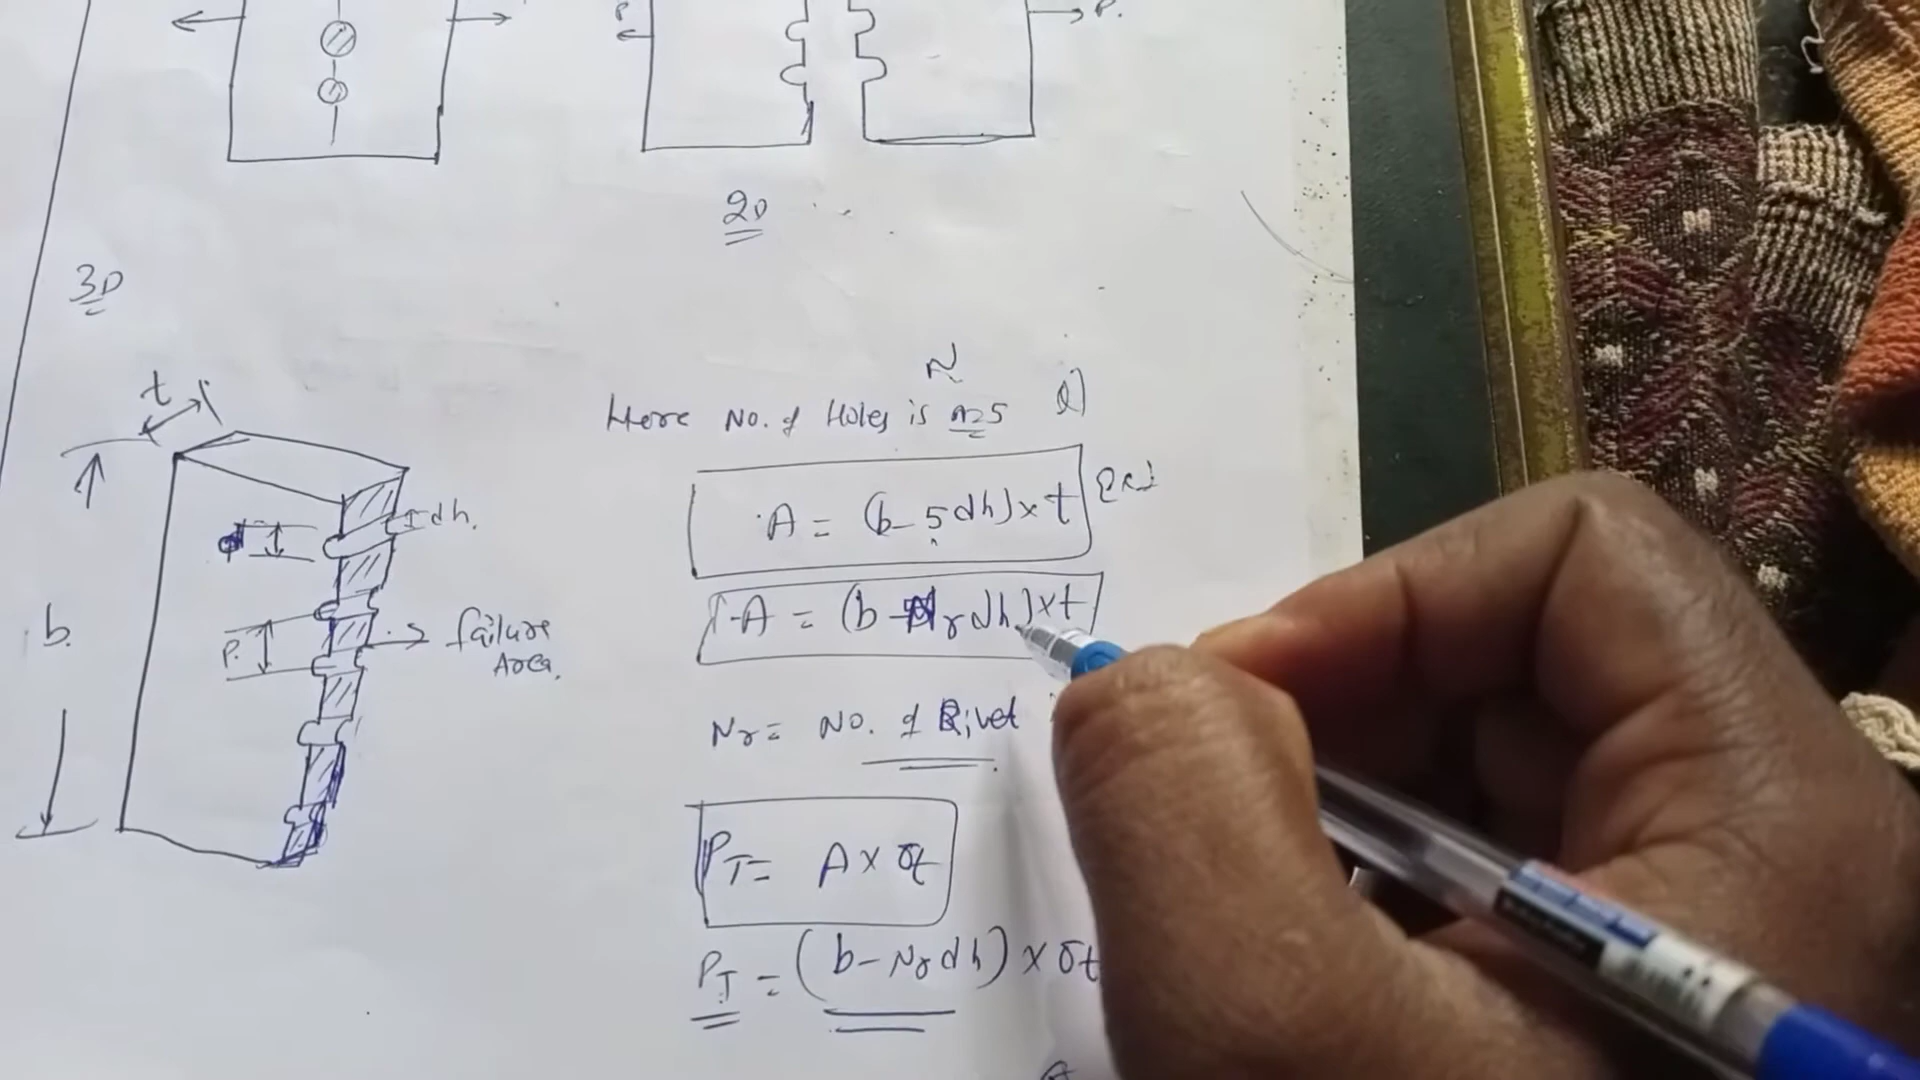 P
P.
2D
3D
t
Here No. of Holes is n=5
N
A = (b - 5dh) x t
dh.
A = (b - Nr dh) x t
b.
P.
failure
Area.
Nr = No. of Rivet
PT = A x σt
PT = (b - Nr dh) x σt